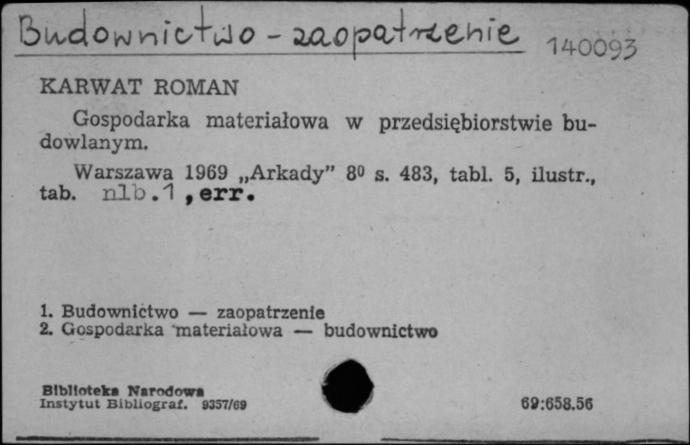 Budownictwo - zaopatrzenie 140093
KARWAT ROMAN
Gospodarka materiałowa w przedsiębiorstwie bu-
dowlanym.
Warszawa 1969 „Arkady” 8⁰ s. 483, tabl. 5, ilustr.,
tab. nlb.1 ,err.
1. Budownictwo — zaopatrzenie
2. Gospodarka materiałowa — budownictwo
Biblioteka Narodowa
Instytut Bibliograf. 9357/69 69:658.56